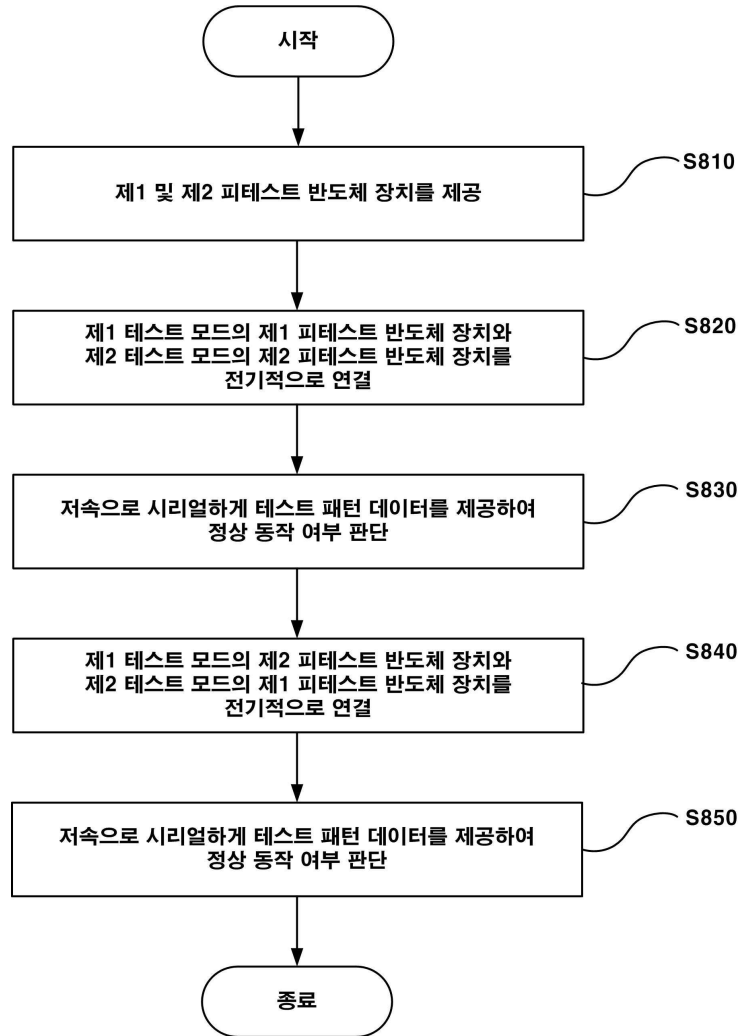 시작
S810
제1 및 제2 피테스트 반도체 장치를 제공
S820
제1 테스트 모드의 제1 피테스트 반도체 장치와
제2 테스트 모드의 제2 피테스트 반도체 장치를
전기적으로 연결
S830
저속으로 시리얼하게 테스트 패턴 데이터를 제공하여
정상 동작 여부 판단
S840
제1 테스트 모드의 제2 피테스트 반도체 장치와
제2 테스트 모드의 제1 피테스트 반도체 장치를
전기적으로 연결
S850
저속으로 시리얼하게 테스트 패턴 데이터를 제공하여
정상 동작 여부 판단
종료